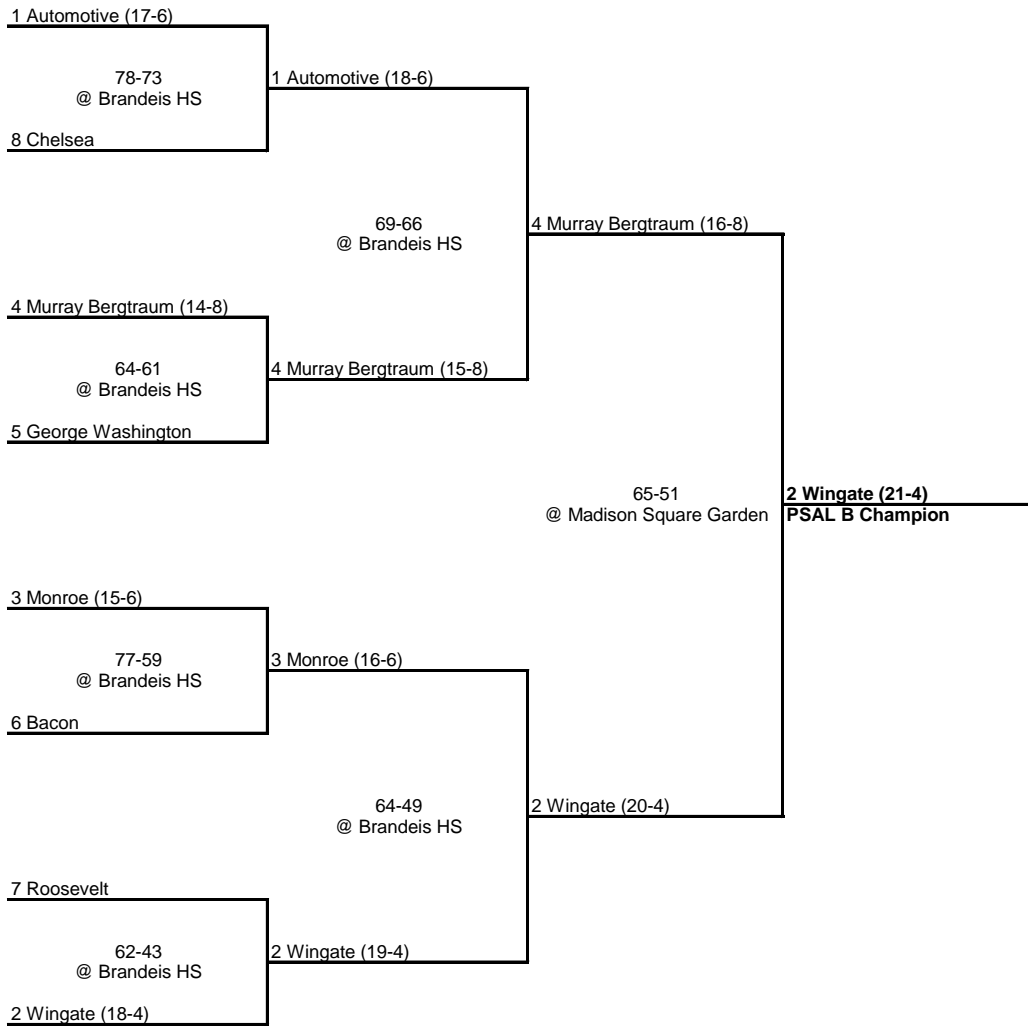 1 Automotive (17-6)
78-73
@ Brandeis HS
1 Automotive (18-6)
8 Chelsea
69-66
@ Brandeis HS
4 Murray Bergtraum (16-8)
4 Murray Bergtraum (14-8)
64-61
@ Brandeis HS
4 Murray Bergtraum (15-8)
5 George Washington
65-51
@ Madison Square Garden
2 Wingate (21-4)
PSAL B Champion
3 Monroe (15-6)
77-59
@ Brandeis HS
3 Monroe (16-6)
6 Bacon
64-49
@ Brandeis HS
2 Wingate (20-4)
7 Roosevelt
62-43
@ Brandeis HS
2 Wingate (19-4)
2 Wingate (18-4)